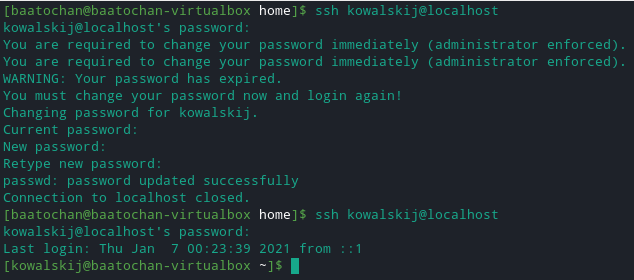 [baatochan@baatochan-virtualbox home]$ ssh kowalskij@localhost
kowalskij@localhost's password:
You are required to change your password immediately (administrator enforced).
You are required to change your password immediately (administrator enforced).
WARNING: Your password has expired.
You must change your password now and login again!
Changing password for kowalskij.
Current password:
New password:
Retype new password:
passwd: password updated successfully
Connection to localhost closed.
[baatochan@baatochan-virtualbox home]$ ssh kowalskij@localhost
kowalskij@localhost's password:
Last login: Thu Jan  7 00:23:39 2021 from ::1
[kowalskij@baatochan-virtualbox ~]$